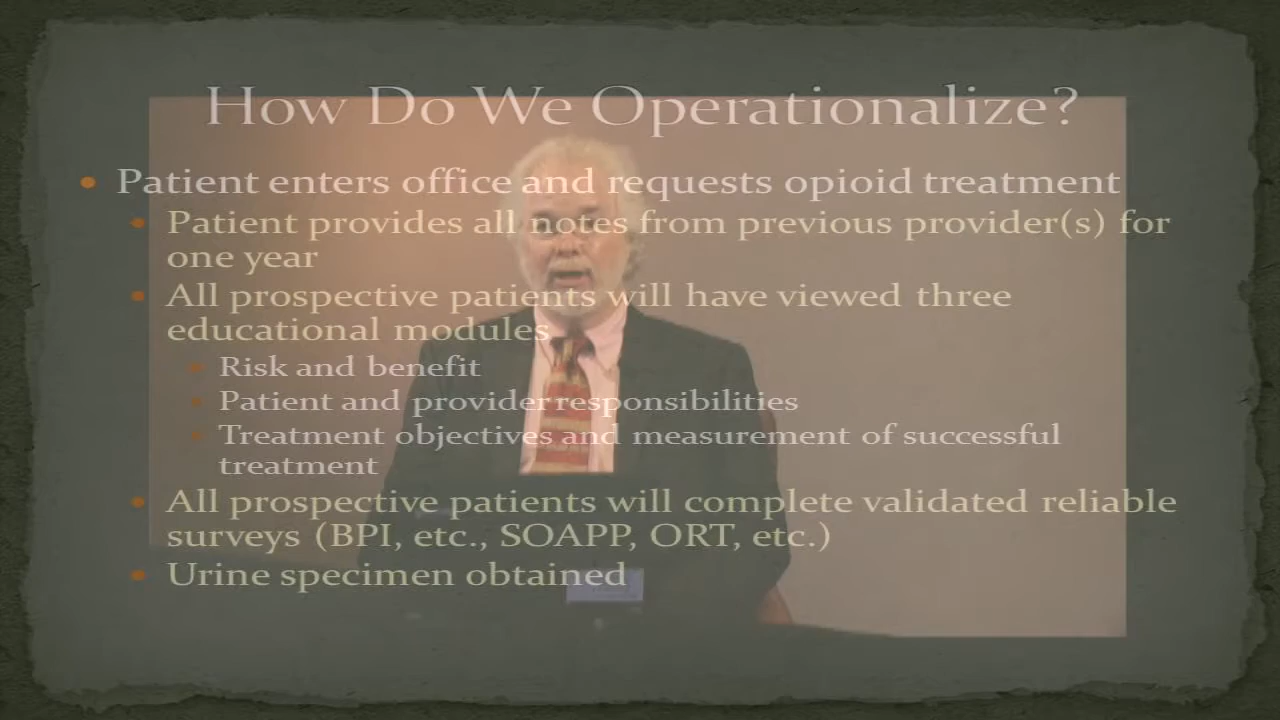 How Do We Operationalize?
Patient enters office and requests opioid treatment
Patient provides all notes from previous provider(s) for
one year
All prospective patients will have viewed three
educational modules
Risk and benefit
Patient and provider responsibilities
Treatment objectives and measurement of successful
treatment
All prospective patients will complete validated reliable
surveys (BPI, etc., SOAPP, ORT, etc.)
Urine specimen obtained